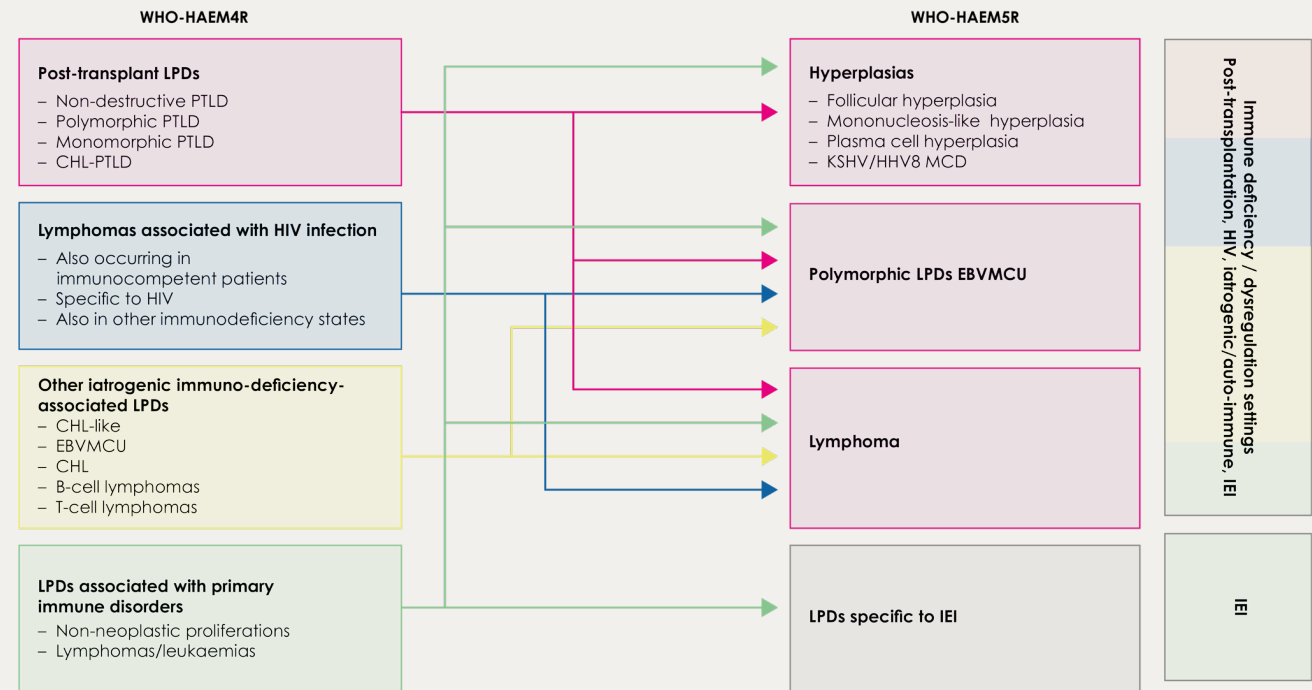 WHO-HAEM4R
WHO-HAEM5R
Post-transplant LPDs
– Non-destructive PTLD
– Polymorphic PTLD
– Monomorphic PTLD
– CHL-PTLD
Lymphomas associated with HIV infection
– Also occurring in
immunocompetent patients
– Specific to HIV
– Also in other immunodeficiency states
Other iatrogenic immuno-deficiency-
associated LPDs
– CHL-like
– EBVMCU
– CHL
– B-cell lymphomas
– T-cell lymphomas
LPDs associated with primary
immune disorders
– Non-neoplastic proliferations
– Lymphomas/leukaemias
Hyperplasias
– Follicular hyperplasia
– Mononucleosis-like hyperplasia
– Plasma cell hyperplasia
– KSHV/HHV8 MCD
Polymorphic LPDs EBVMCU
Lymphoma
LPDs specific to IEI
Immune deficiency / dysregulation settings
Post-transplantation, HIV, iatrogenic/auto-immune, IEI
IEI